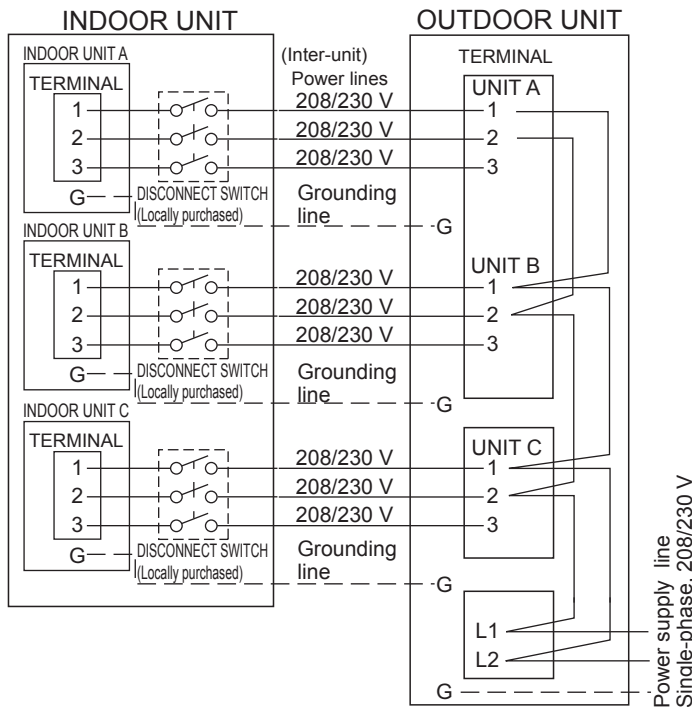 INDOOR UNIT
OUTDOOR UNIT
INDOOR UNIT A
(Inter-unit)
Power lines
TERMINAL
TERMINAL
UNIT A
1
208/230 V
1
2
208/230 V
2
3
208/230 V
3
G
DISCONNECT SWITCH
(Locally purchased)
Grounding
line
G
INDOOR UNIT B
TERMINAL
UNIT B
1
208/230 V
1
2
208/230 V
2
3
208/230 V
3
G
DISCONNECT SWITCH
(Locally purchased)
Grounding
line
G
INDOOR UNIT C
TERMINAL
UNIT C
1
208/230 V
1
2
208/230 V
2
3
208/230 V
3
G
DISCONNECT SWITCH
(Locally purchased)
Grounding
line
G
L1
L2
G
Power supply line
Single-phase, 208/230 V